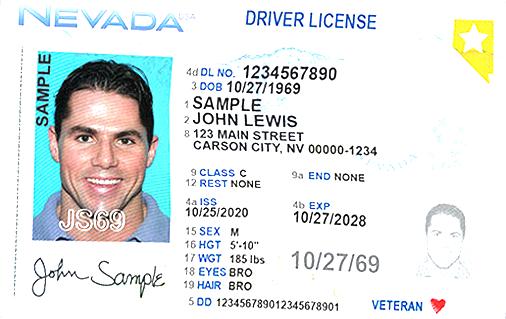 NEVADA USA DRIVER LICENSE
SAMPLE
4d DL NO. 1234567890
3 DOB 10/27/1969
1 SAMPLE
2 JOHN LEWIS
8 123 MAIN STREET
CARSON CITY, NV 00000-1234
9 CLASS C 9a END NONE
12 REST NONE
4a ISS 4b EXP
10/25/2020 10/27/2028
15 SEX M
16 HGT 5'-10"
17 WGT 185 lbs
18 EYES BRO
19 HAIR BRO
10/27/69
JS69
John Sample
5 DD 12345678901234567890​1
VETERAN